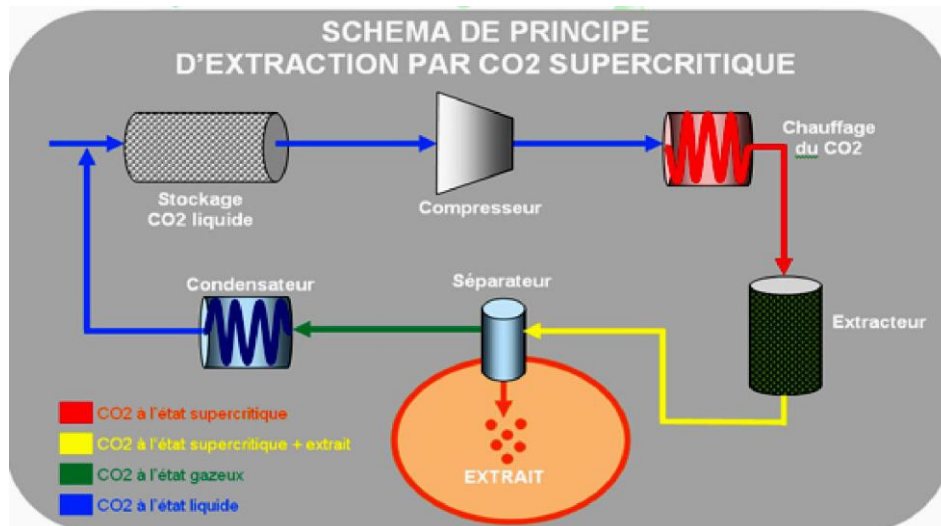 SCHEMA DE PRINCIPE
D'EXTRACTION PAR CO2 SUPERCRITIQUE
Stockage
CO2 liquide
Compresseur
Chauffage
du CO2
Condensateur
Séparateur
Extracteur
EXTRAIT
CO2 à l'état supercritique
CO2 à l'état supercritique + extrait
CO2 à l'état gazeux
CO2 à l'état liquide